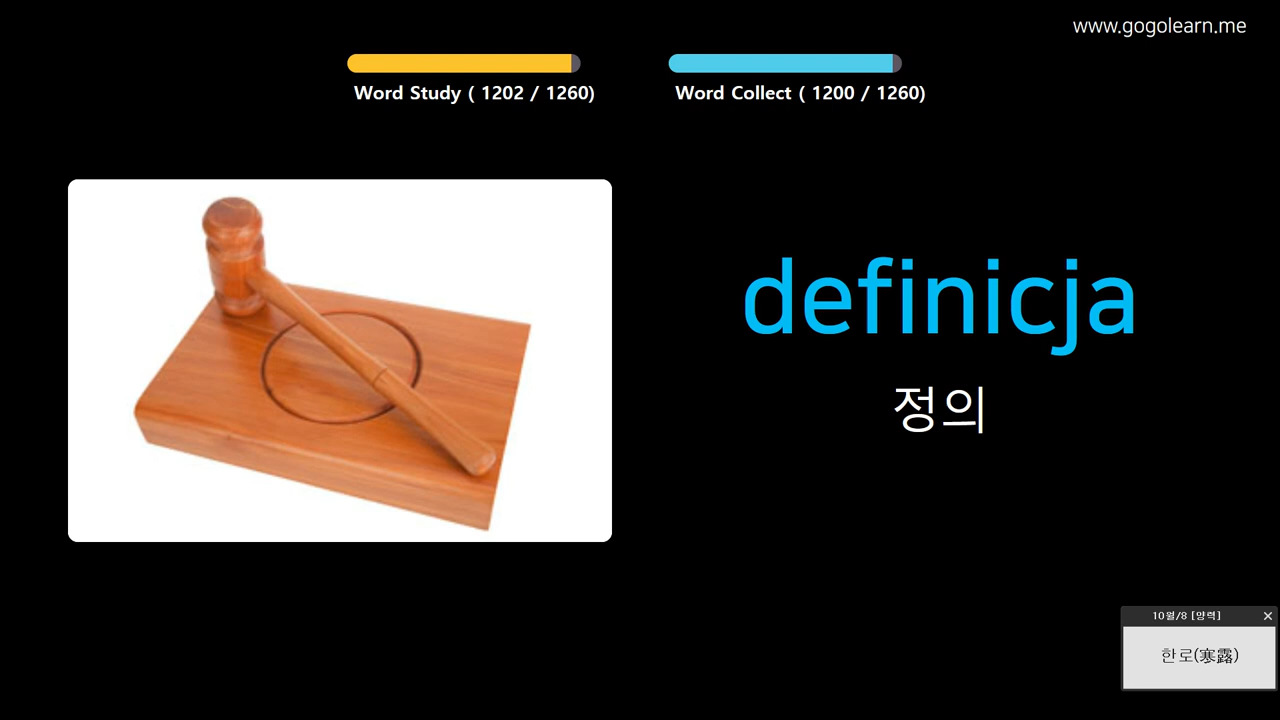 www.gogolearn.me
Word Study ( 1202 / 1260)
Word Collect ( 1200 / 1260)
definicja
정의
10월/8 [양력]
한로(寒露)